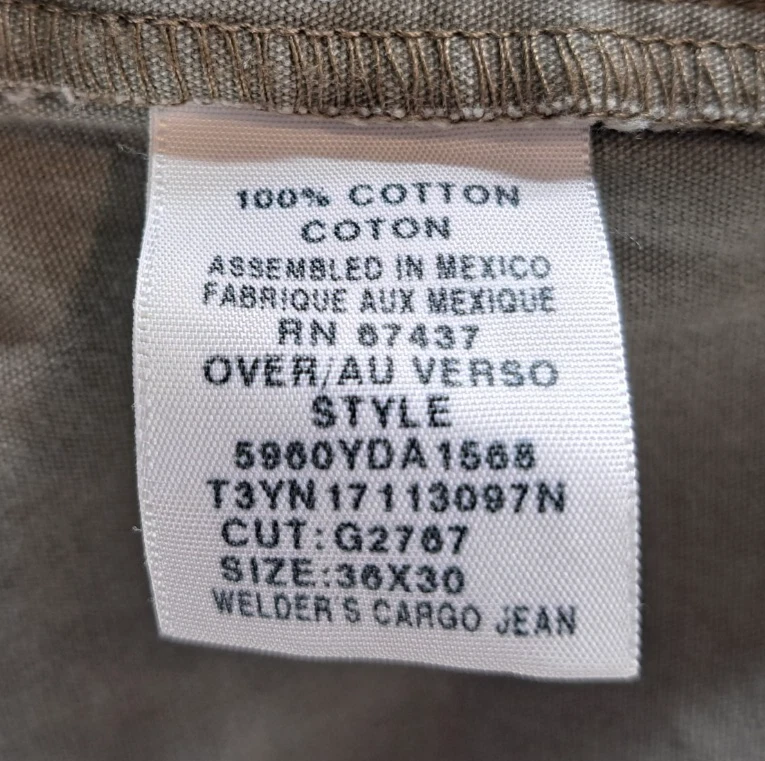 100% COTTON
COTON
ASSEMBLED IN MEXICO
FABRIQUE AUX MEXIQUE
RN 67437
OVER/AU VERSO
STYLE
5960YDA1568
T3YN17113097N
CUT:G2767
SIZE:36X30
WELDER'S CARGO JEAN